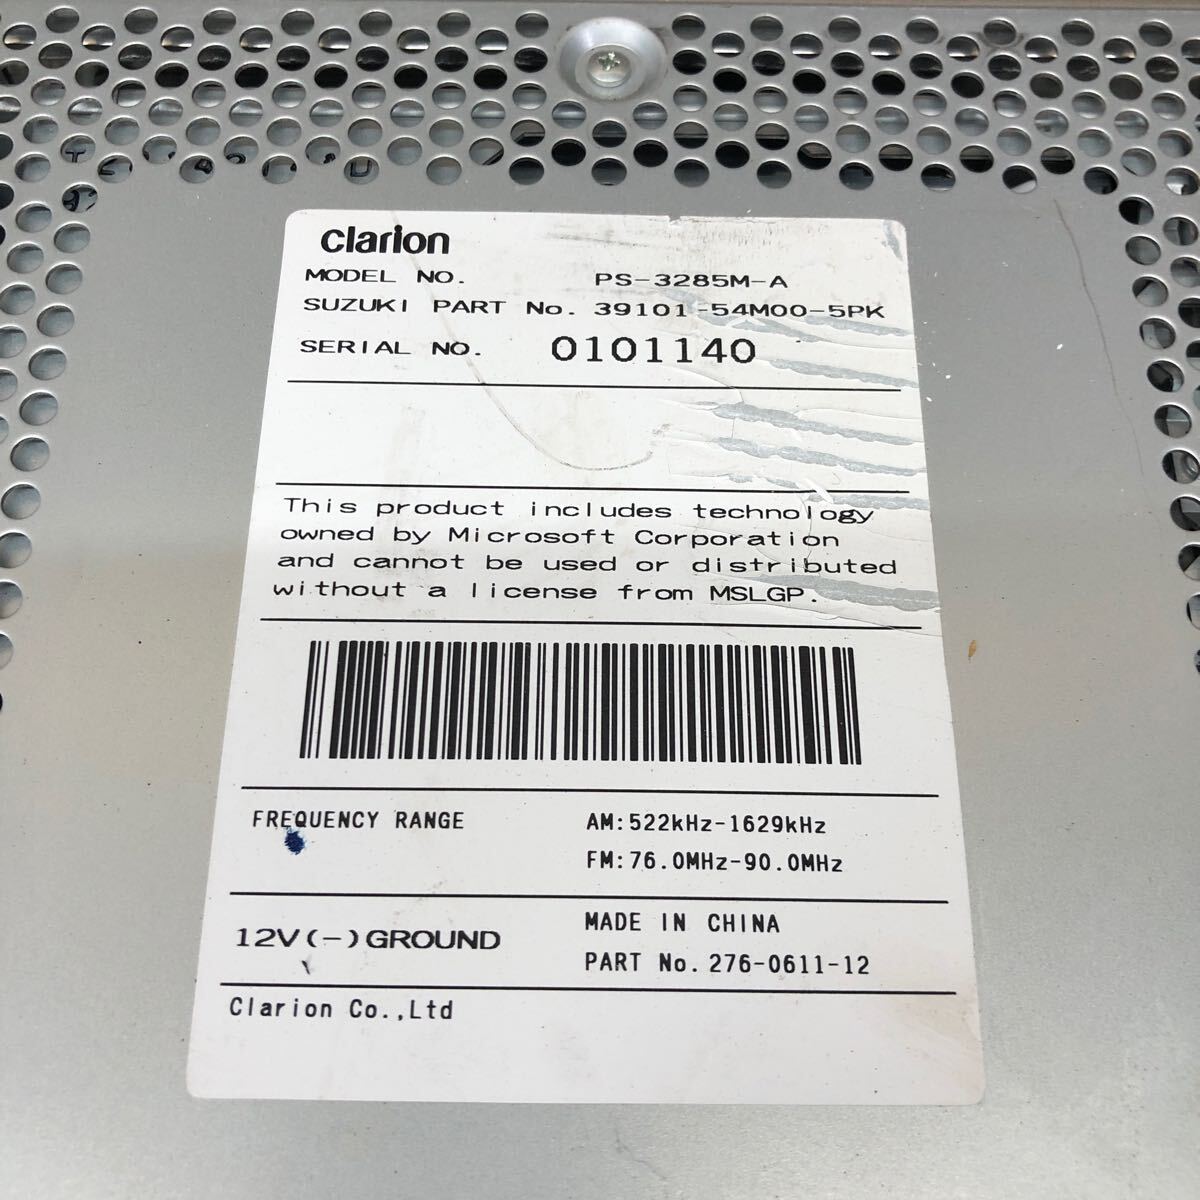 Clarion
MODEL NO. PS-3285M-A
SUZUKI PART No. 39101-54M00-5PK
SERIAL NO. 0101140
This product includes technology
owned by Microsoft Corporation
and cannot be used or distributed
without a license from MSLGP.
FREQUENCY RANGE AM:522kHz-1629kHz
FM:76.0MHz-90.0MHz
12V(-)GROUND
MADE IN CHINA
PART No. 276-0611-12
Clarion Co.,Ltd